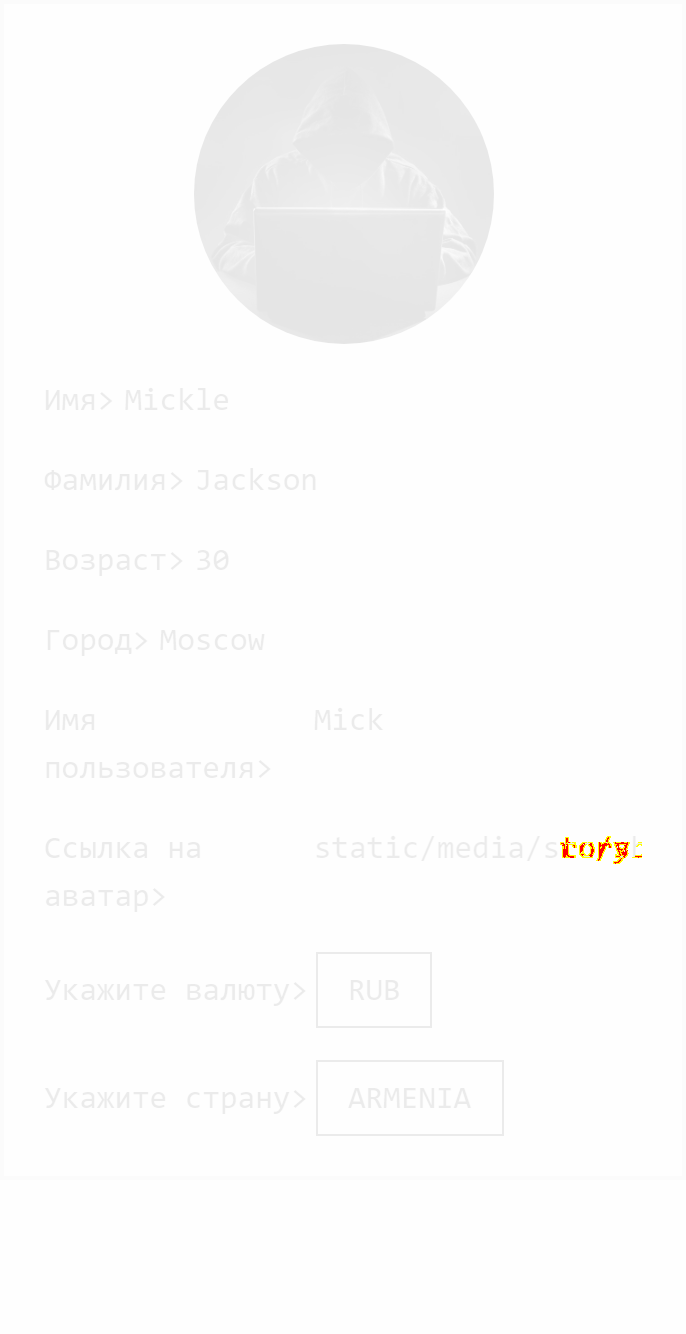 Имя> Mickle
Фамилия> Jackson
Возраст> 30
Город> Moscow
Имя пользователя> Mick
Ссылка на аватар> static/media/s
Укажите валюту> RUB
Укажите страну> ARMENIA